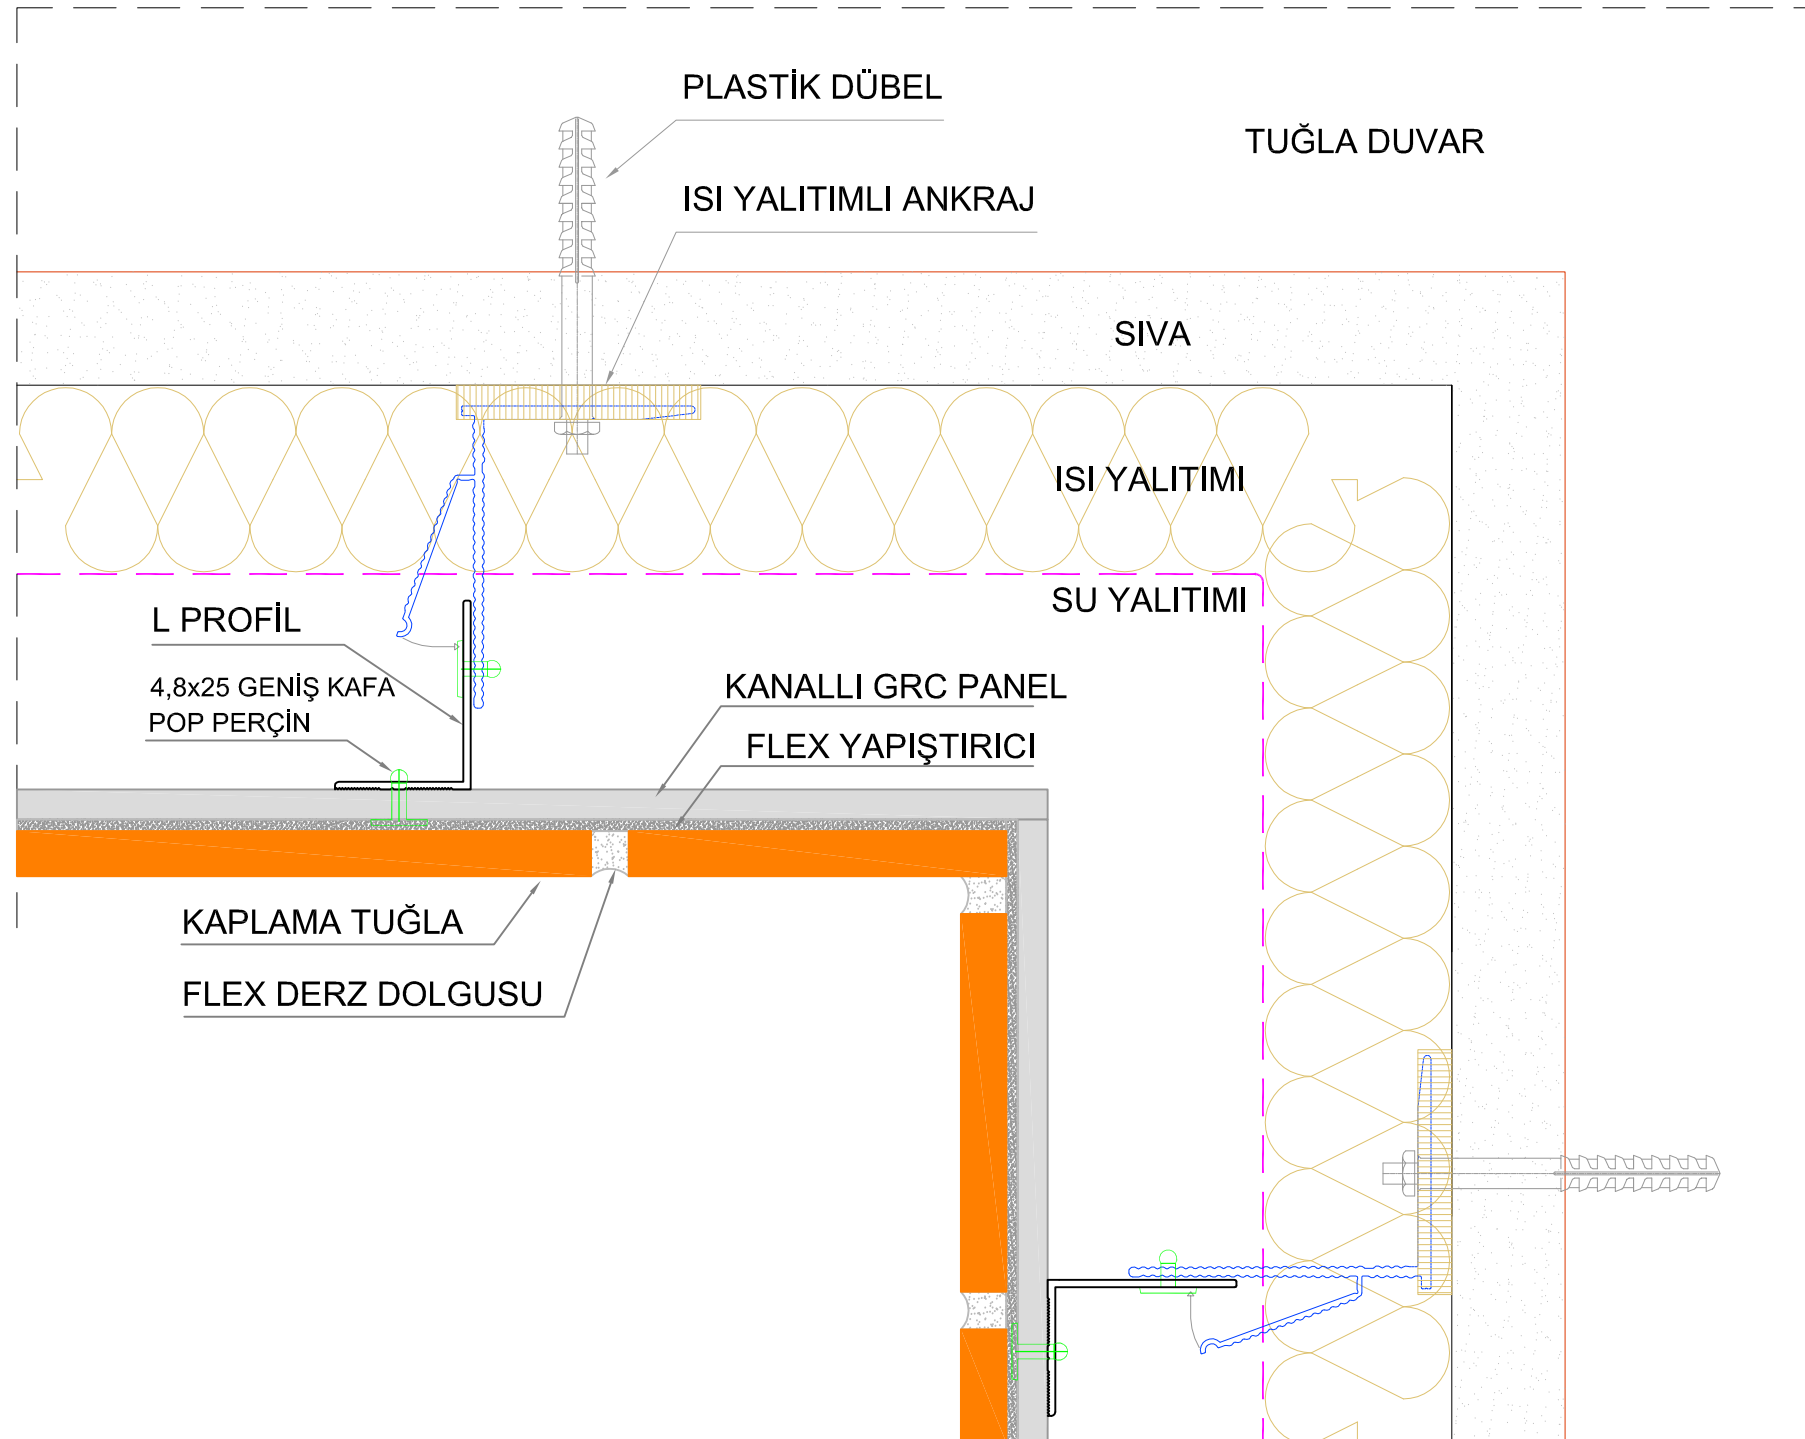 PLASTİK DÜBEL
TUĞLA DUVAR
ISI YALITIMLI ANKRAJ
SIVA
ISI YALITIMI
SU YALITIMI
L PROFİL
4,8x25 GENİŞ KAFA
POP PERÇİN
KANALLI GRC PANEL
FLEX YAPIŞTIRICI
KAPLAMA TUĞLA
FLEX DERZ DOLGUSU